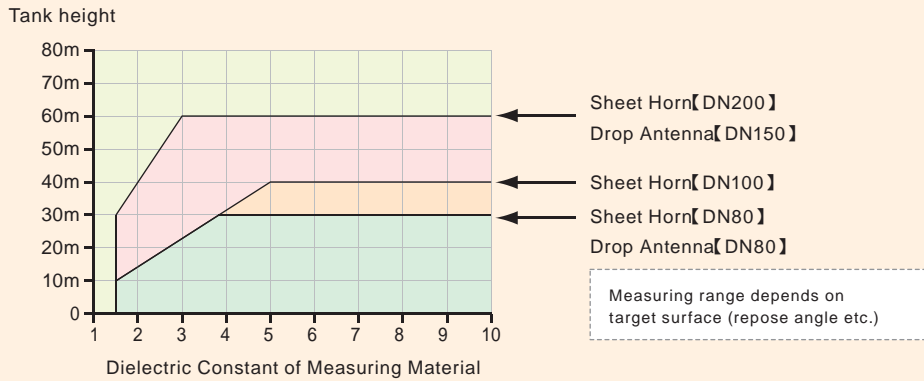 Tank height
80m
70m
60m
50m
40m
30m
20m
10m
0
1 2 3 4 5 6 7 8 9 10
Dielectric Constant of Measuring Material
Sheet Horn【DN200】
Drop Antenna【DN150】
Sheet Horn【DN100】
Sheet Horn【DN80】
Drop Antenna【DN80】
Measuring range depends on
target surface (repose angle etc.)